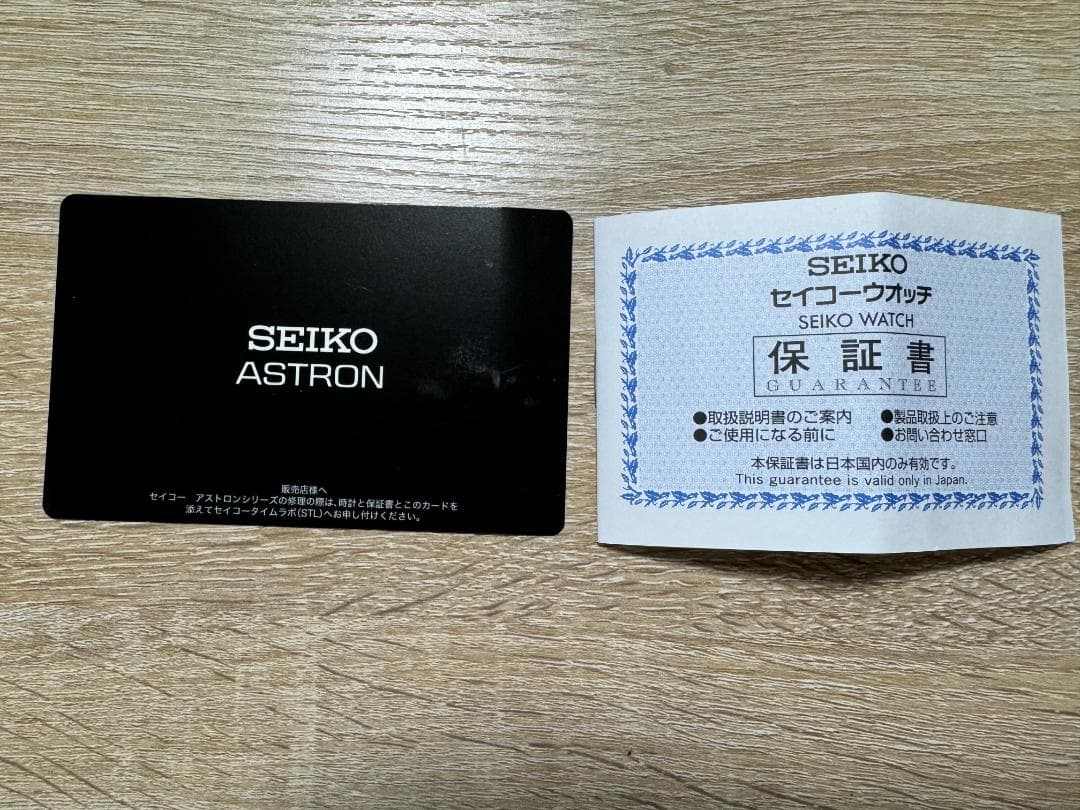 SEIKO
ASTRON
販売店様へ
セイコー　アストロンシリーズの修理の際は、時計と保証書とこのカードを
添えてセイコータイムラボ(STL)へお申し付けください。
SEIKO
セイコーウオッチ
SEIKO WATCH
保証書
GUARANTEE
●取扱説明書のご案内 ●製品取扱上のご注意
●ご使用になる前に ●お問い合わせ窓口
本保証書は日本国内のみ有効です。
This guarantee is valid only in Japan.